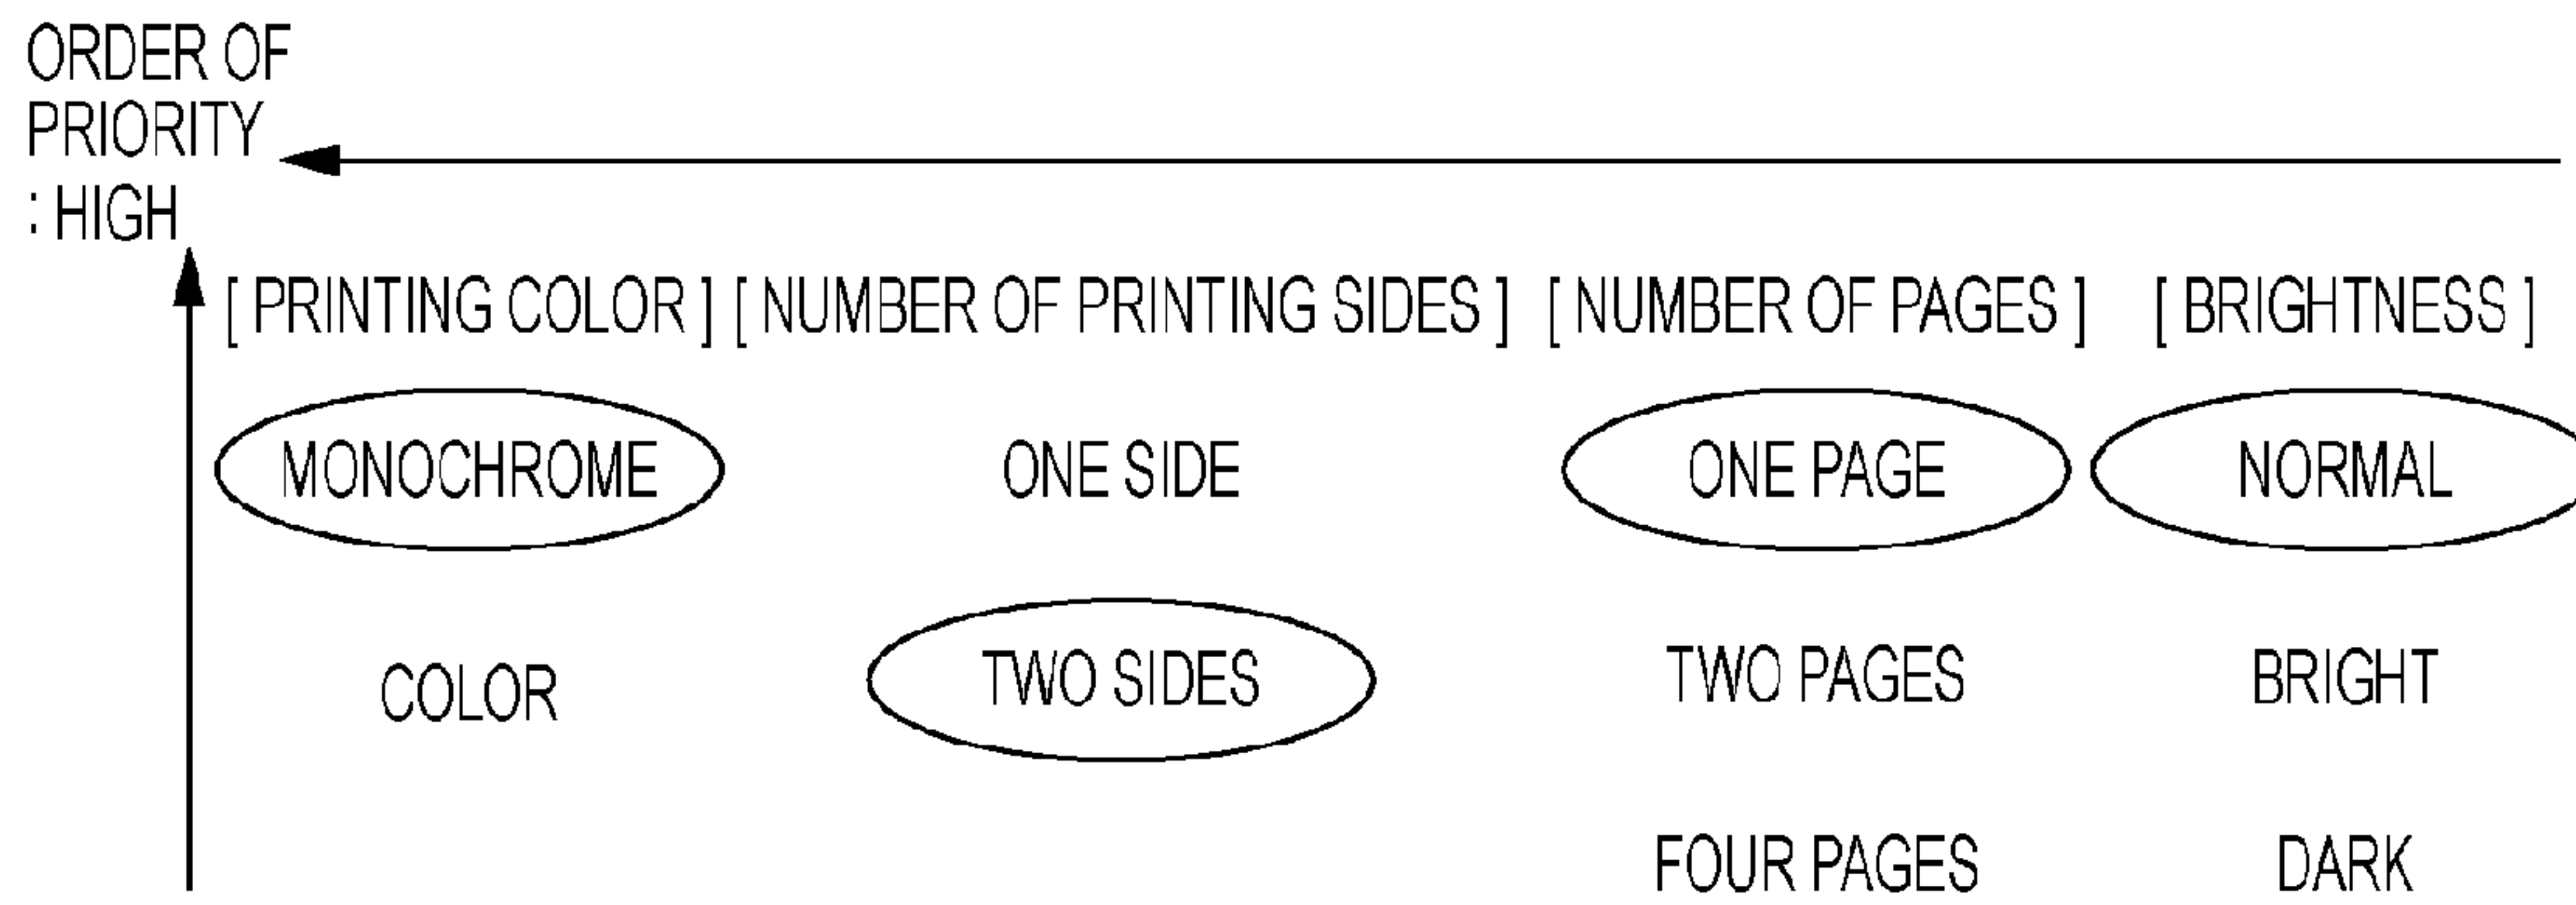 ORDER OF
PRIORITY
: HIGH
[ PRINTING COLOR ] [ NUMBER OF PRINTING SIDES ] [ NUMBER OF PAGES ] [ BRIGHTNESS ]
MONOCHROME ONE SIDE ONE PAGE NORMAL
COLOR TWO SIDES TWO PAGES BRIGHT
FOUR PAGES DARK